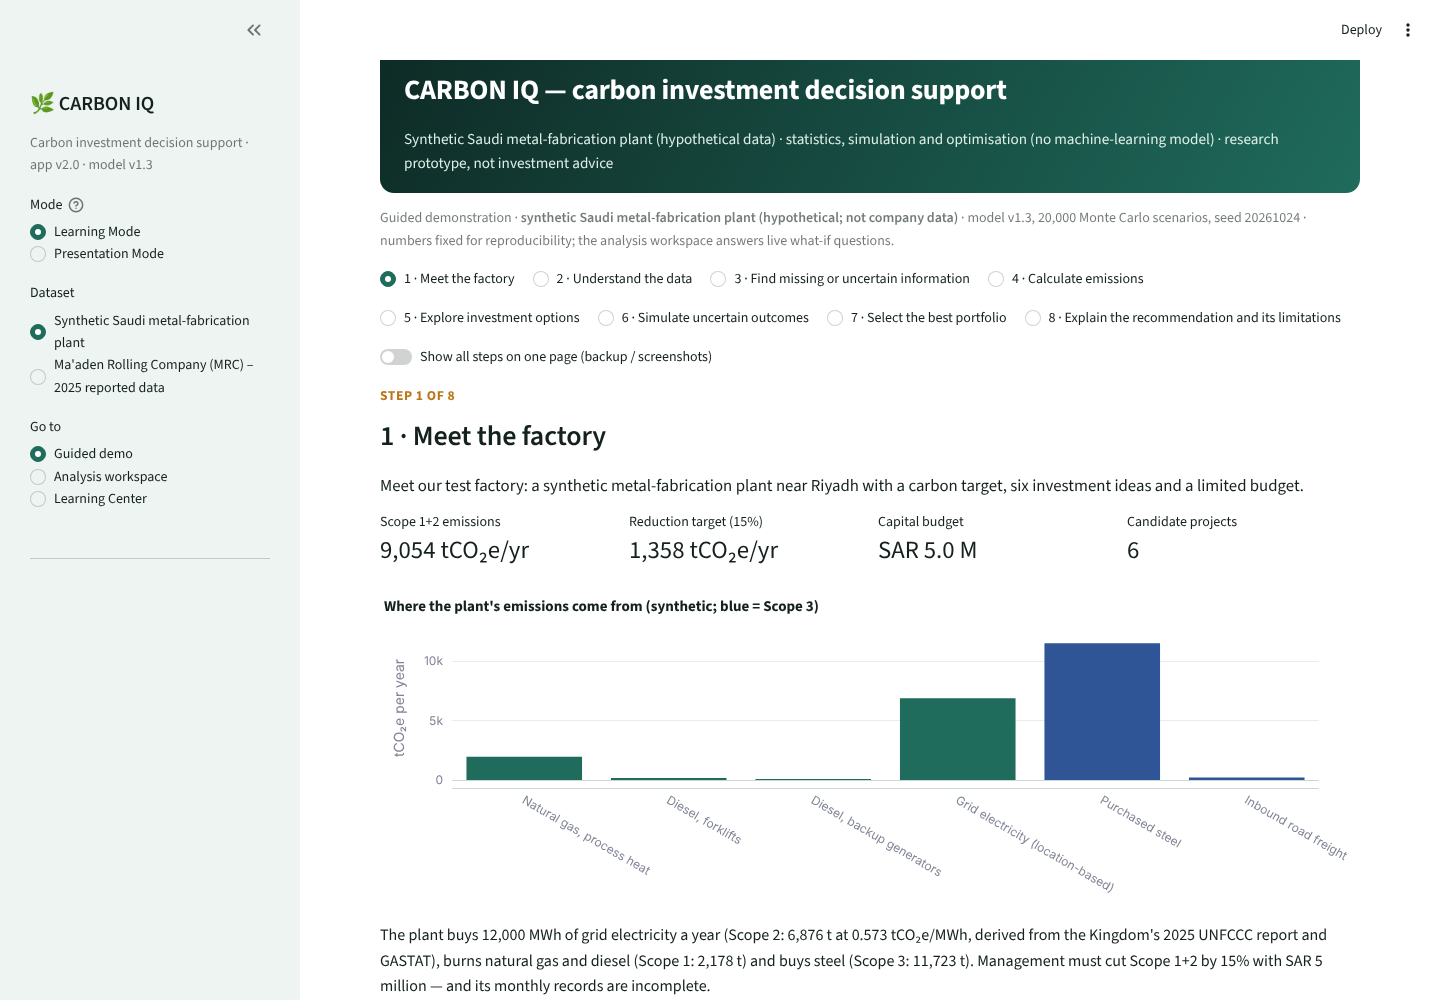 Deploy
🌿 CARBON IQ
Carbon investment decision support ·
app v2.0 · model v1.3
Mode
Learning Mode
Presentation Mode
Dataset
Synthetic Saudi metal-fabrication
plant
Ma'aden Rolling Company (MRC) –
2025 reported data
Go to
Guided demo
Analysis workspace
Learning Center
CARBON IQ — carbon investment decision support
Synthetic Saudi metal-fabrication plant (hypothetical data) · statistics, simulation and optimisation (no machine-learning model) · research
prototype, not investment advice
Guided demonstration · synthetic Saudi metal-fabrication plant (hypothetical; not company data) · model v1.3, 20,000 Monte Carlo scenarios, seed 20261024 ·
numbers fixed for reproducibility; the analysis workspace answers live what-if questions.
1 · Meet the factory 2 · Understand the data 3 · Find missing or uncertain information 4 · Calculate emissions
5 · Explore investment options 6 · Simulate uncertain outcomes 7 · Select the best portfolio 8 · Explain the recommendation and its limitations
Show all steps on one page (backup / screenshots)
STEP 1 OF 8
1 · Meet the factory
Meet our test factory: a synthetic metal-fabrication plant near Riyadh with a carbon target, six investment ideas and a limited budget.
Scope 1+2 emissions
9,054 tCO₂e/yr
Reduction target (15%)
1,358 tCO₂e/yr
Capital budget
SAR 5.0 M
Candidate projects
6
Where the plant's emissions come from (synthetic; blue = Scope 3)
tCO₂e per year
10k
5k
0
Natural gas, process heat
Diesel, forklifts
Diesel, backup generators
Grid electricity (location-based)
Purchased steel
Inbound road freight
The plant buys 12,000 MWh of grid electricity a year (Scope 2: 6,876 t at 0.573 tCO₂e/MWh, derived from the Kingdom's 2025 UNFCCC report and
GASTAT), burns natural gas and diesel (Scope 1: 2,178 t) and buys steel (Scope 3: 11,723 t). Management must cut Scope 1+2 by 15% with SAR 5
million — and its monthly records are incomplete.